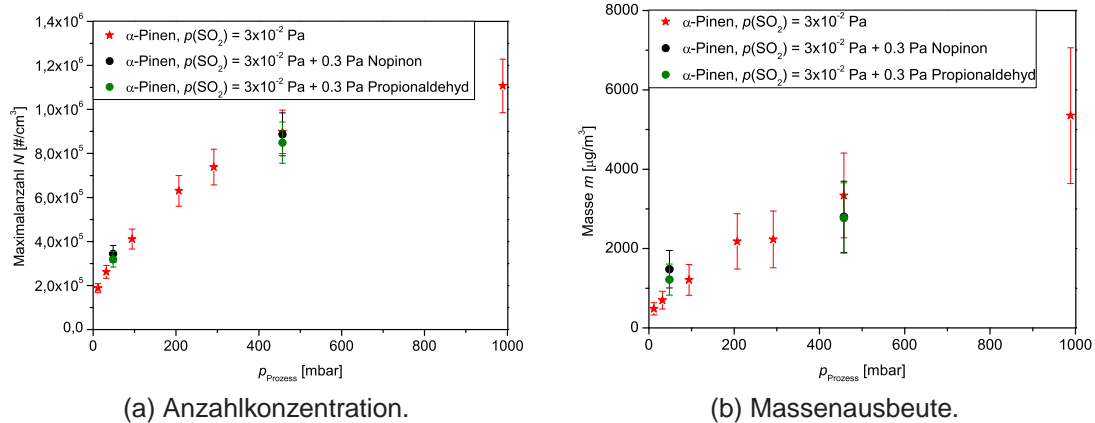 1,4x10⁶
1,2x10⁶
1,0x10⁶
8,0x10⁵
6,0x10⁵
4,0x10⁵
2,0x10⁵
0,0
Maximalanzahl N [#/cm³]
α-Pinen, p(SO₂) = 3x10⁻² Pa
α-Pinen, p(SO₂) = 3x10⁻² Pa + 0.3 Pa Nopinon
α-Pinen, p(SO₂) = 3x10⁻² Pa + 0.3 Pa Propionaldehyd
0 200 400 600 800 1000
p_Prozess [mbar]
(a) Anzahlkonzentration.
8000
6000
4000
2000
0
Masse m [µg/m³]
α-Pinen, p(SO₂) = 3x10⁻² Pa
α-Pinen, p(SO₂) = 3x10⁻² Pa + 0.3 Pa Nopinon
α-Pinen, p(SO₂) = 3x10⁻² Pa + 0.3 Pa Propionaldehyd
0 200 400 600 800 1000
p_Prozess [mbar]
(b) Massenausbeute.